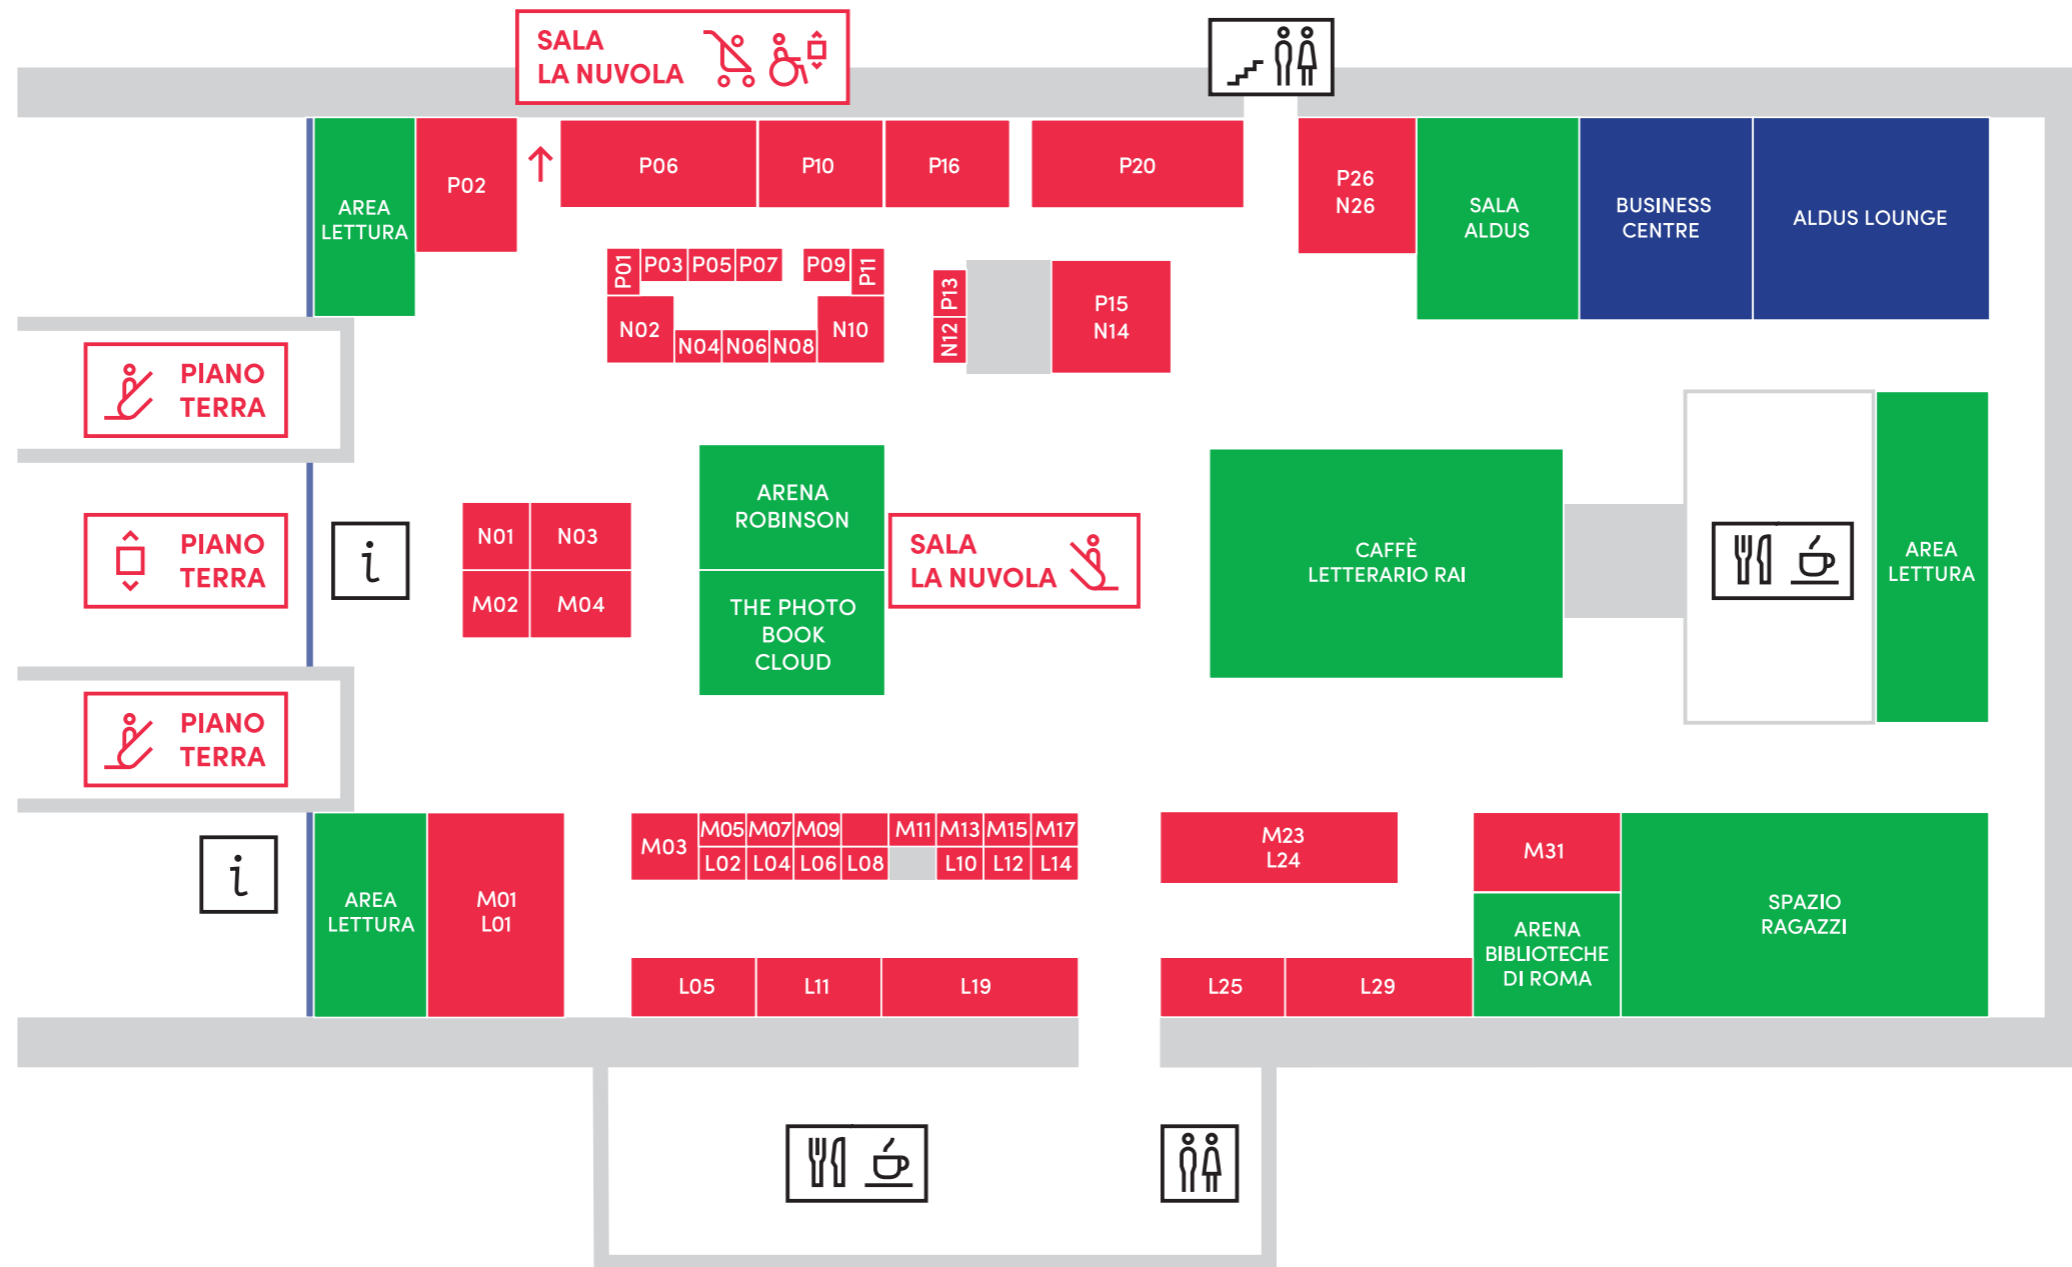 SALA
LA NUVOLA
AREA
LETTURA
P02
P06
P10
P16
P20
P26
N26
SALA
ALDUS
BUSINESS
CENTRE
ALDUS LOUNGE
P01
P03
P05
P07
P09
P11
N02
N04
N06
N08
N10
P13
N12
P15
N14
PIANO
TERRA
PIANO
TERRA
i
N01
N03
M02
M04
ARENA
ROBINSON
THE PHOTO
BOOK
CLOUD
SALA
LA NUVOLA
CAFFÈ
LETTERARIO RAI
AREA
LETTURA
PIANO
TERRA
i
AREA
LETTURA
M01
L01
M03
M05
M07
M09
M11
M13
M15
M17
L02
L04
L06
L08
L10
L12
L14
M23
L24
M31
ARENA
BIBLIOTECHE
DI ROMA
SPAZIO
RAGAZZI
L05
L11
L19
L25
L29